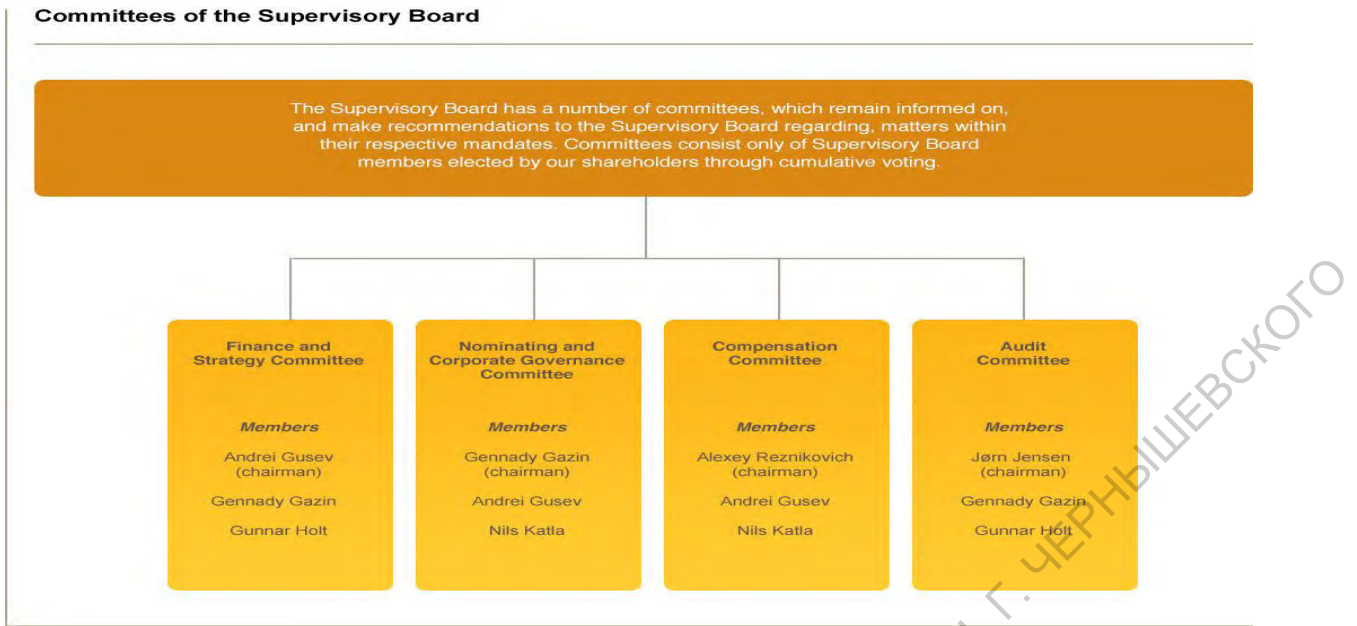 Committees of the Supervisory Board
The Supervisory Board has a number of committees, which remain informed on,
and make recommendations to the Supervisory Board regarding, matters within
their respective mandates. Committees consist only of Supervisory Board
members elected by our shareholders through cumulative voting.
Finance and
Strategy Committee
Members
Andrei Gusev
(chairman)
Gennady Gazin
Gunnar Holt
Nominating and
Corporate Governance
Committee
Members
Gennady Gazin
(chairman)
Andrei Gusev
Nils Katla
Compensation
Committee
Members
Alexey Reznikovich
(chairman)
Andrei Gusev
Nils Katla
Audit
Committee
Members
Jørn Jensen
(chairman)
Gennady Gazin
Gunnar Holt
Г. ЧЕРНЫШЕВСКОГО